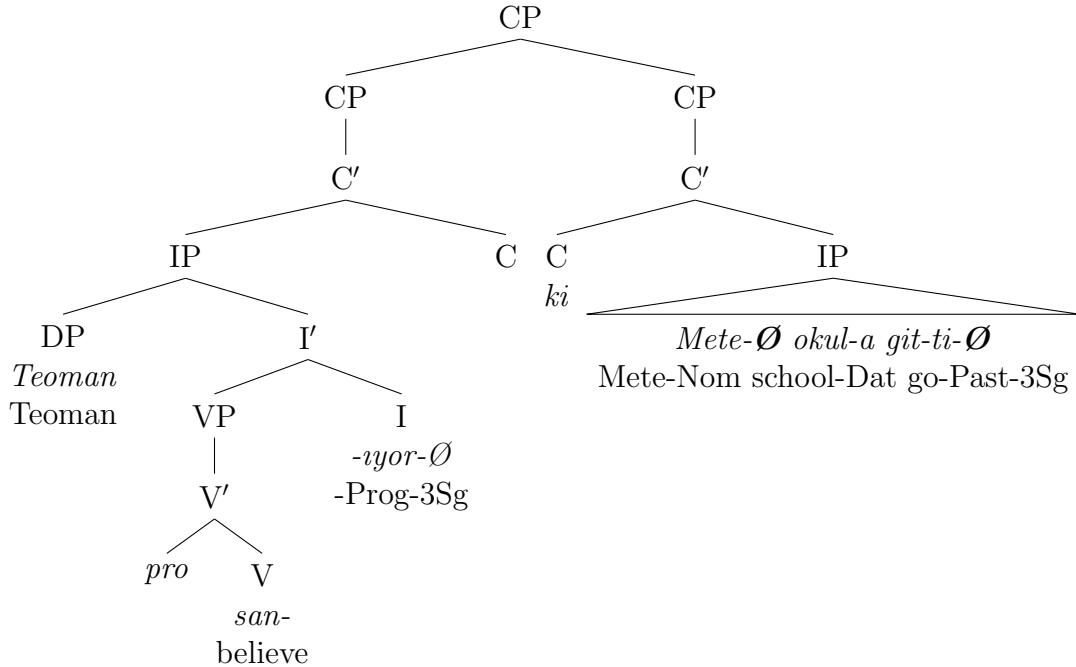 CP
CP CP
C′ C′
IP C C IP
ki
DP I′ Mete-Ø okul-a git-ti-Ø
Teoman Mete-Nom school-Dat go-Past-3Sg
Teoman VP I
-ıyor-Ø
V′ -Prog-3Sg
pro V
san-
believe